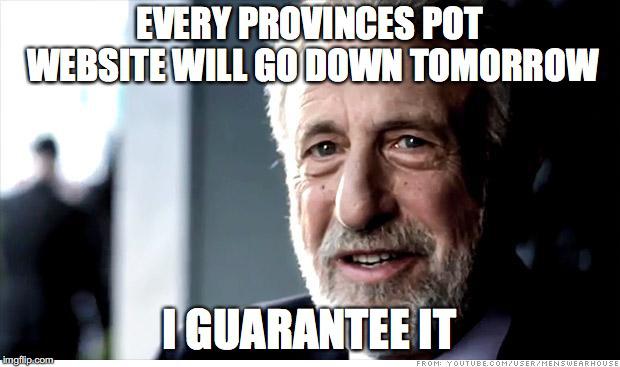 EVERY PROVINCES POT
WEBSITE WILL GO DOWN TOMORROW
I GUARANTEE IT
imgflip.com
FROM: YOUTUBE.COM/USER/MENSWEARHOUSE